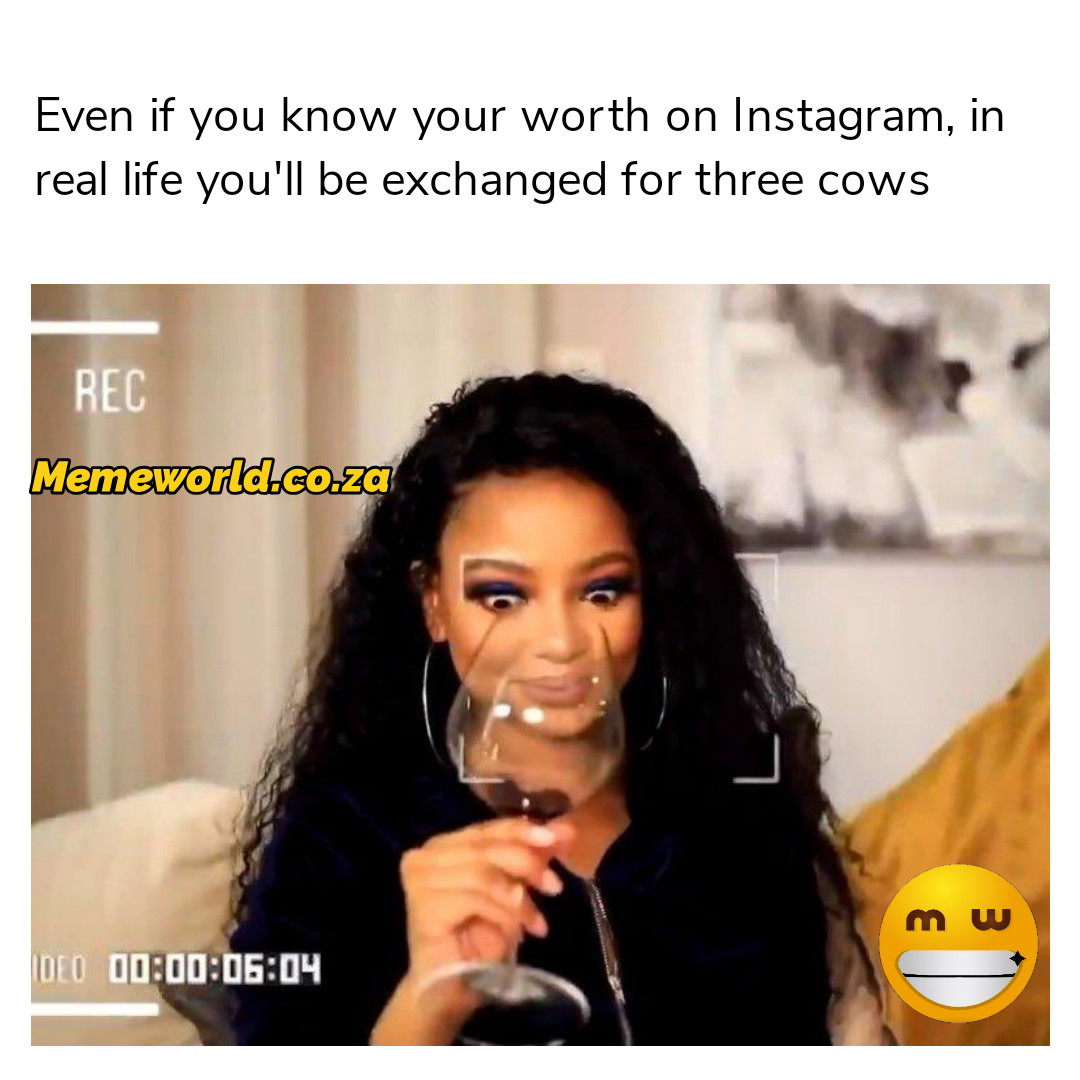 Even if you know your worth on Instagram, in
real life you'll be exchanged for three cows
REC
Memeworld.co.za
IDEO 00:00:06:04
m w